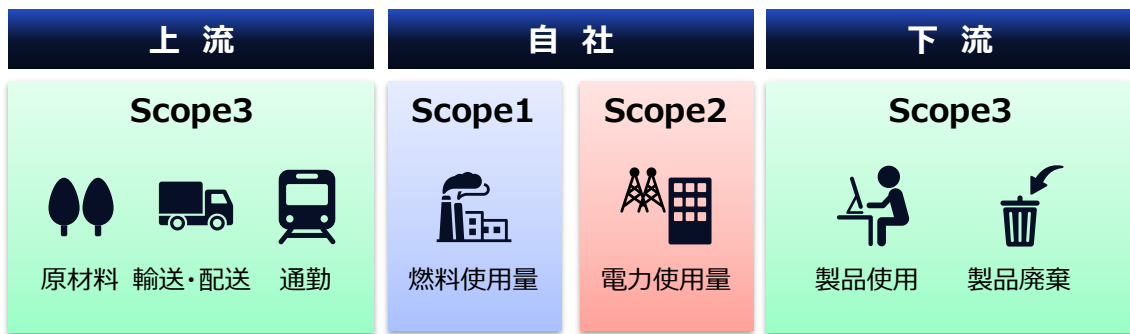 上 流
自 社
下 流
Scope3
Scope1
Scope2
Scope3
原材料 輸送・配送 通勤
燃料使用量
電力使用量
製品使用 製品廃棄